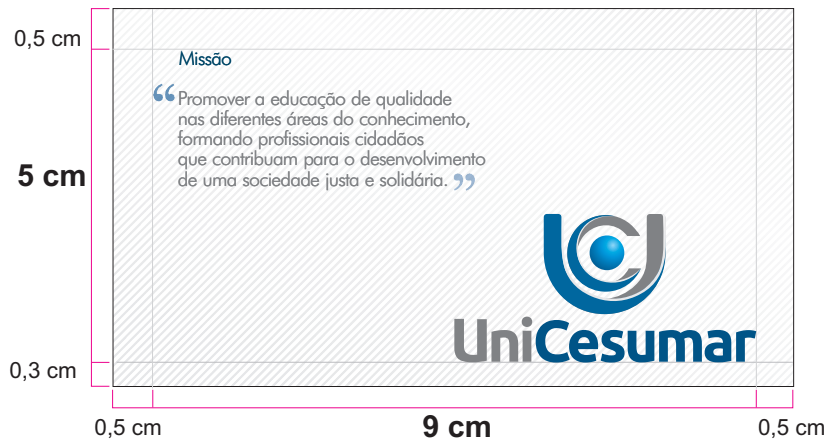 0,5 cm
Missão
“ Promover a educação de qualidade
nas diferentes áreas do conhecimento,
formando profissionais cidadãos
que contribuam para o desenvolvimento
de uma sociedade justa e solidária. ”
5 cm
UniCesumar
0,3 cm
0,5 cm
9 cm
0,5 cm